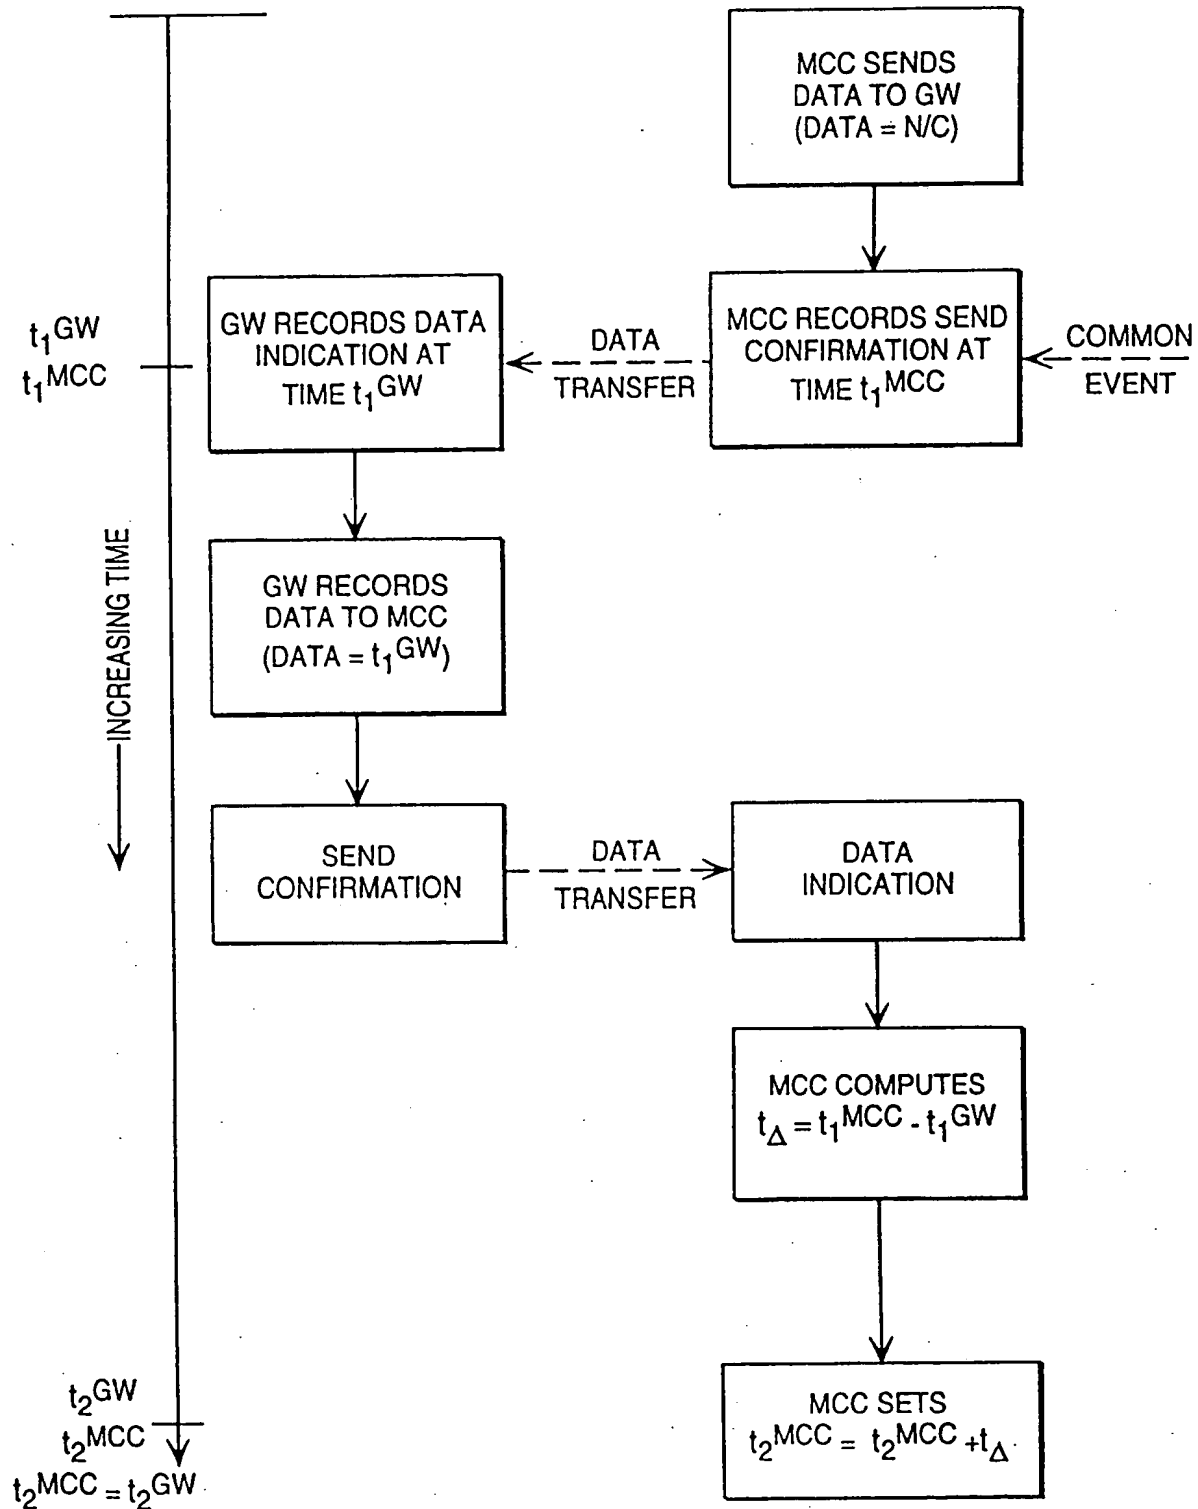 MCC SENDS
DATA TO GW
(DATA = N/C)
t₁GW
t₁MCC
GW RECORDS DATA
INDICATION AT
TIME t₁GW
DATA
TRANSFER
MCC RECORDS SEND
CONFIRMATION AT
TIME t₁MCC
COMMON
EVENT
INCREASING TIME
GW RECORDS
DATA TO MCC
(DATA = t₁GW)
SEND
CONFIRMATION
DATA
TRANSFER
DATA
INDICATION
MCC COMPUTES
tΔ = t₁MCC - t₁GW
t₂GW
t₂MCC
t₂MCC = t₂GW
MCC SETS
t₂MCC = t₂MCC +tΔ